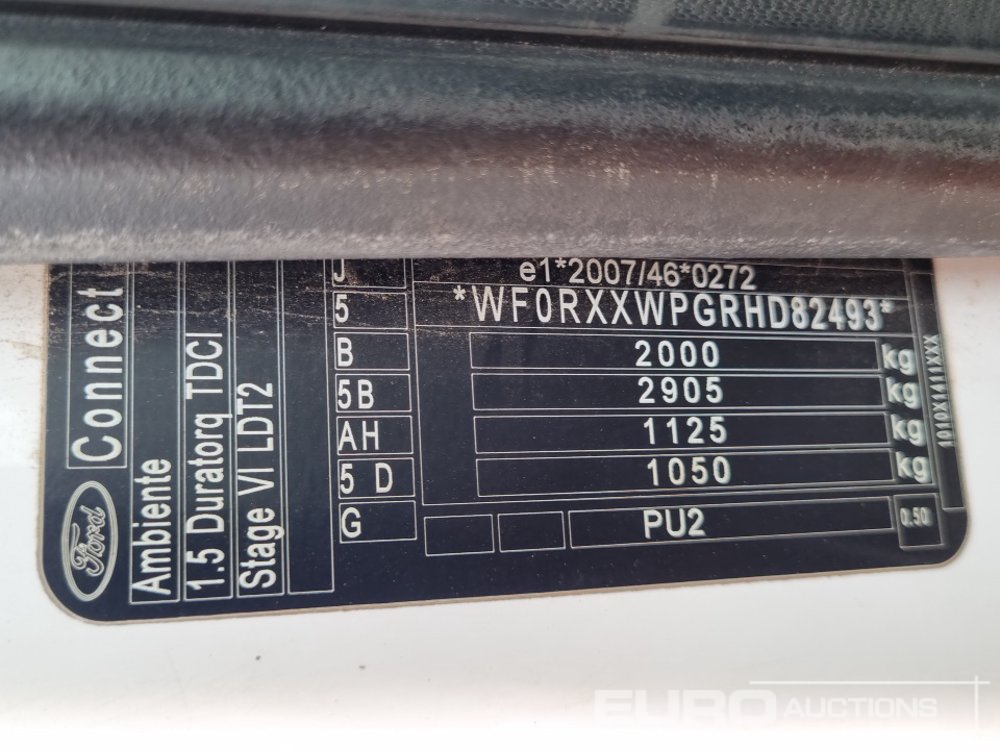 Ford
Connect
Ambiente
1.5 Duratorq TDCI
Stage VI LDT2
J
e1*2007/46*0272
5
*WF0RXXWPGRHD82493*
B
2000 kg
5B
2905
AH
1125 kg
5 D
1050 kg
G
PU2
0.50
1010X1411XXX
EURO AUCTIONS